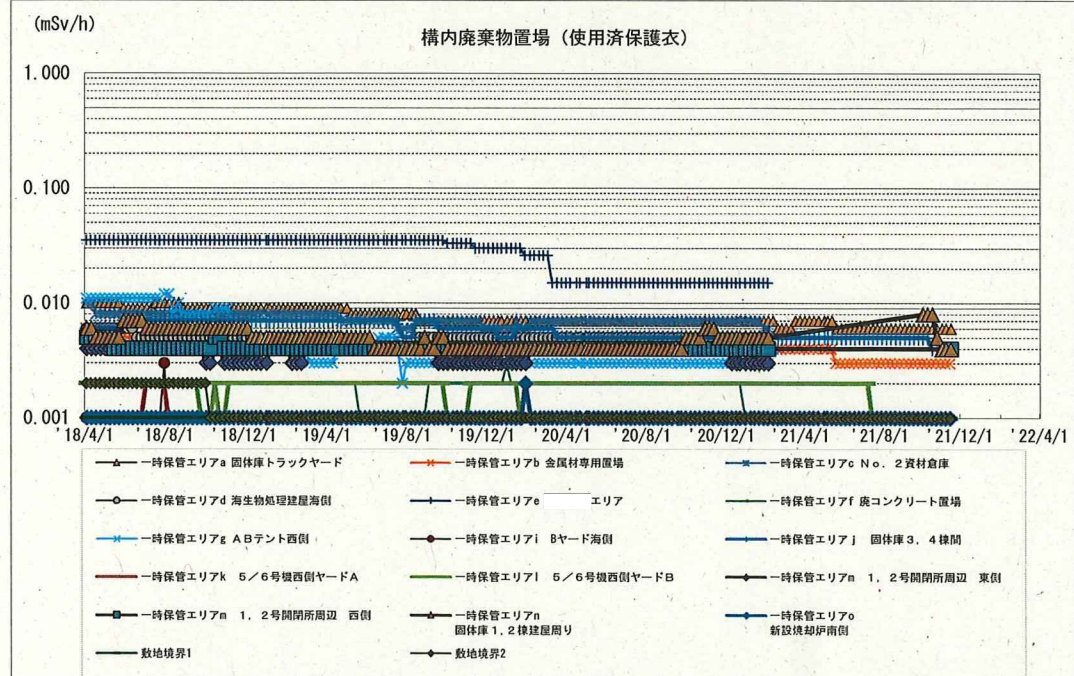 (mSv/h)
構内廃棄物置場（使用済保護衣）
1.000
0.100
0.010
0.001
'18/4/1 '18/8/1 '18/12/1 '19/4/1 '19/8/1 '19/12/1 '20/4/1 '20/8/1 '20/12/1 '21/4/1 '21/8/1 '21/12/1 '22/4/1
一時保管エリアa 固体庫トラックヤード
一時保管エリアb 金属材専用置場
一時保管エリアc No．2資材倉庫
一時保管エリアd 海生物処理建屋海側
一時保管エリアe エリア
一時保管エリアf 廃コンクリート置場
一時保管エリアg ABテント西側
一時保管エリアi Bヤード海側
一時保管エリアj 固体庫3，4棟間
一時保管エリアk 5／6号機西側ヤードA
一時保管エリアl 5／6号機西側ヤードB
一時保管エリアm 1，2号開閉所周辺 東側
一時保管エリアm 1，2号開閉所周辺 西側
一時保管エリアn
固体庫1,2棟建屋周り
一時保管エリアo
新設焼却炉南側
敷地境界1
敷地境界2